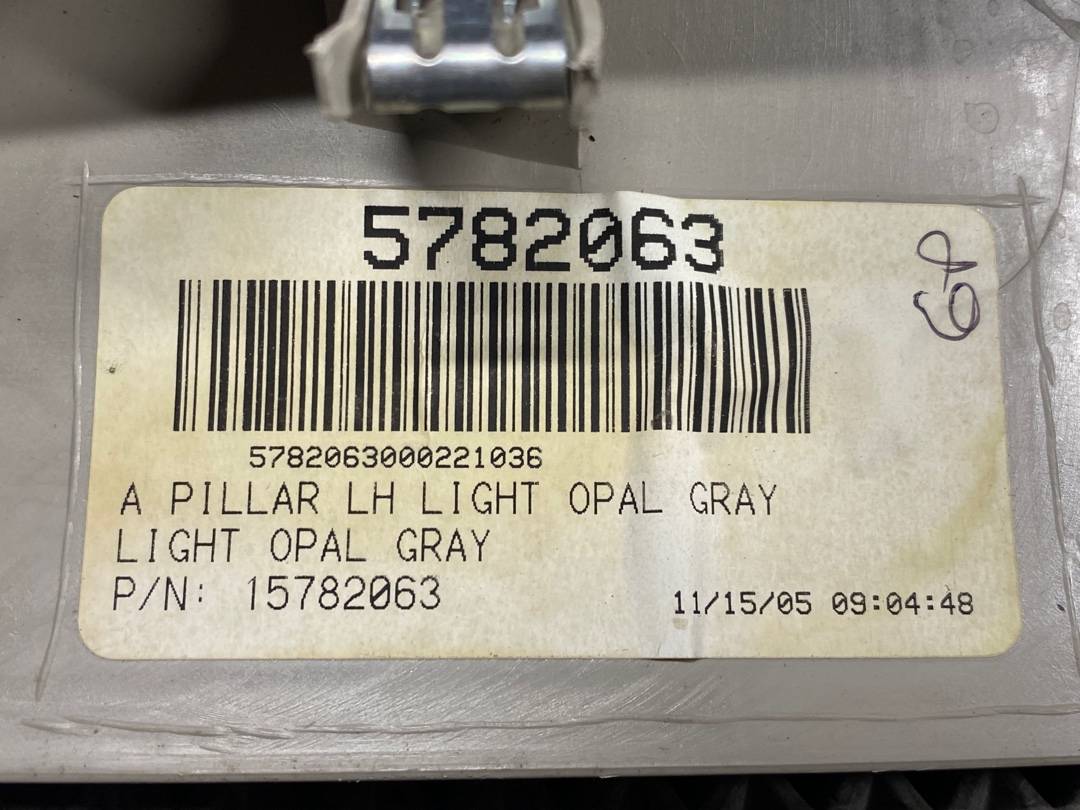 5782063
5782063000221036
A PILLAR LH LIGHT OPAL GRAY
LIGHT OPAL GRAY
P/N: 15782063
11/15/05 09:04:48